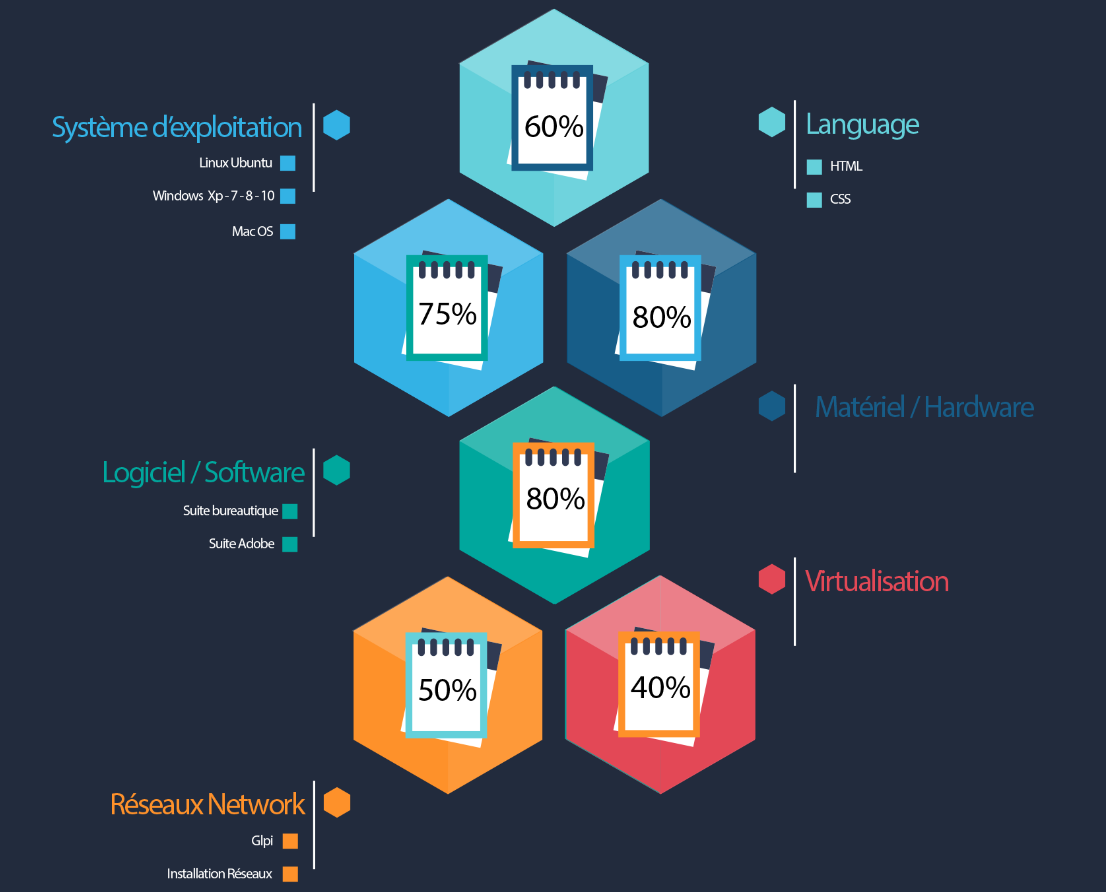 60%
Système d'exploitation
Linux Ubuntu
Windows Xp - 7 - 8 - 10
Mac OS
Language
HTML
CSS
75%
80%
Matériel / Hardware
Logiciel / Software
Suite bureautique
Suite Adobe
80%
Virtualisation
50%
40%
Réseaux Network
Glpi
Installation Réseaux